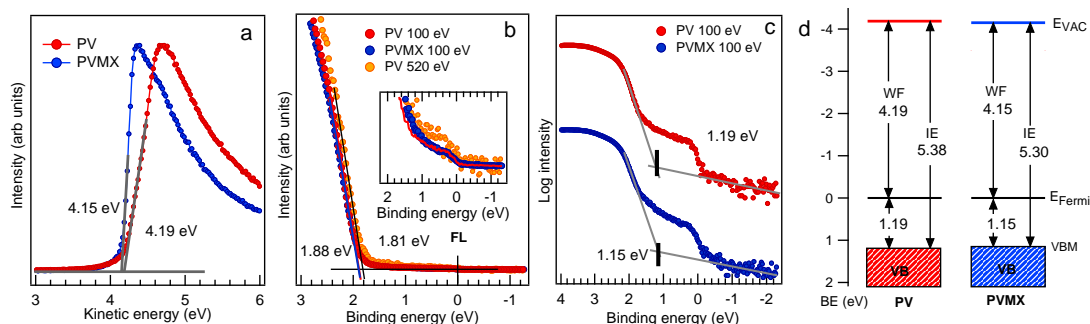 a
PV
PVMX
4.15 eV
4.19 eV
Intensity (arb units)
3 4 5 6
Kinetic energy (eV)
b
PV 100 eV
PVMX 100 eV
PV 520 eV
2 1 0 -1
Binding energy (eV)
FL
1.88 eV
1.81 eV
Intensity (arb units)
3 2 1 0 -1
Binding energy (eV)
c
PV 100 eV
PVMX 100 eV
1.19 eV
1.15 eV
Log intensity
4 3 2 1 0 -1 -2
Binding energy (eV)
d
-4
-3
-2
-1
0
1
2
BE (eV)
EVAC
WF
4.19
IE
5.38
WF
4.15
IE
5.30
EFermi
1.19
1.15
VBM
VB
VB
PV
PVMX